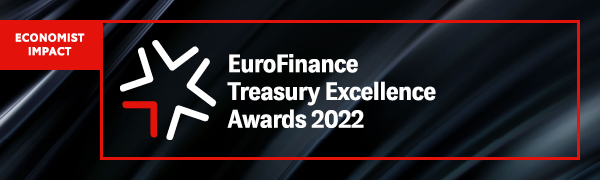 ECONOMIST
IMPACT
EuroFinance
Treasury Excellence
Awards 2022